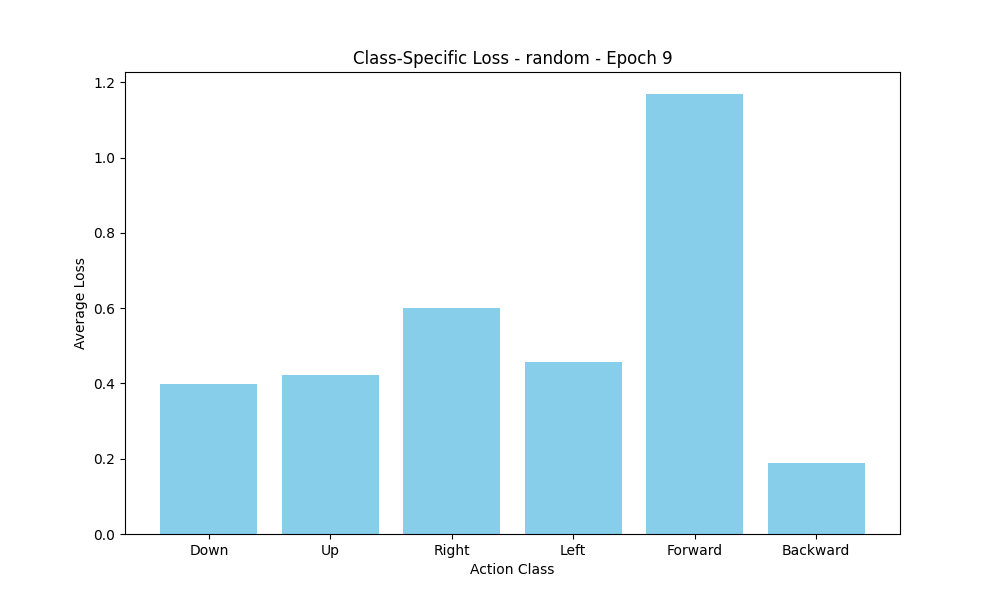 Class-Specific Loss - random - Epoch 9
1.2
1.0
0.8
0.6
0.4
0.2
0.0
Average Loss
Down Up Right Left Forward Backward
Action Class